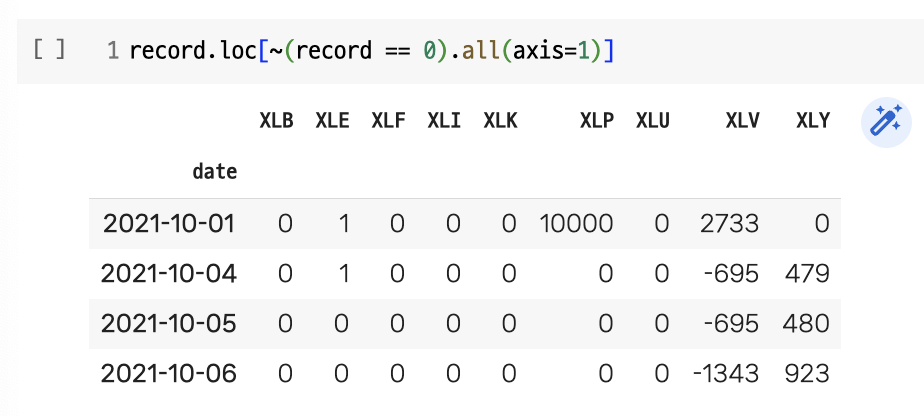 [ ] 1 record.loc[~(record == 0).all(axis=1)]
XLB XLE XLF XLI XLK XLP XLU XLV XLY
date
2021-10-01 0 1 0 0 0 10000 0 2733 0
2021-10-04 0 1 0 0 0 0 0 -695 479
2021-10-05 0 0 0 0 0 0 0 -695 480
2021-10-06 0 0 0 0 0 0 0 -1343 923